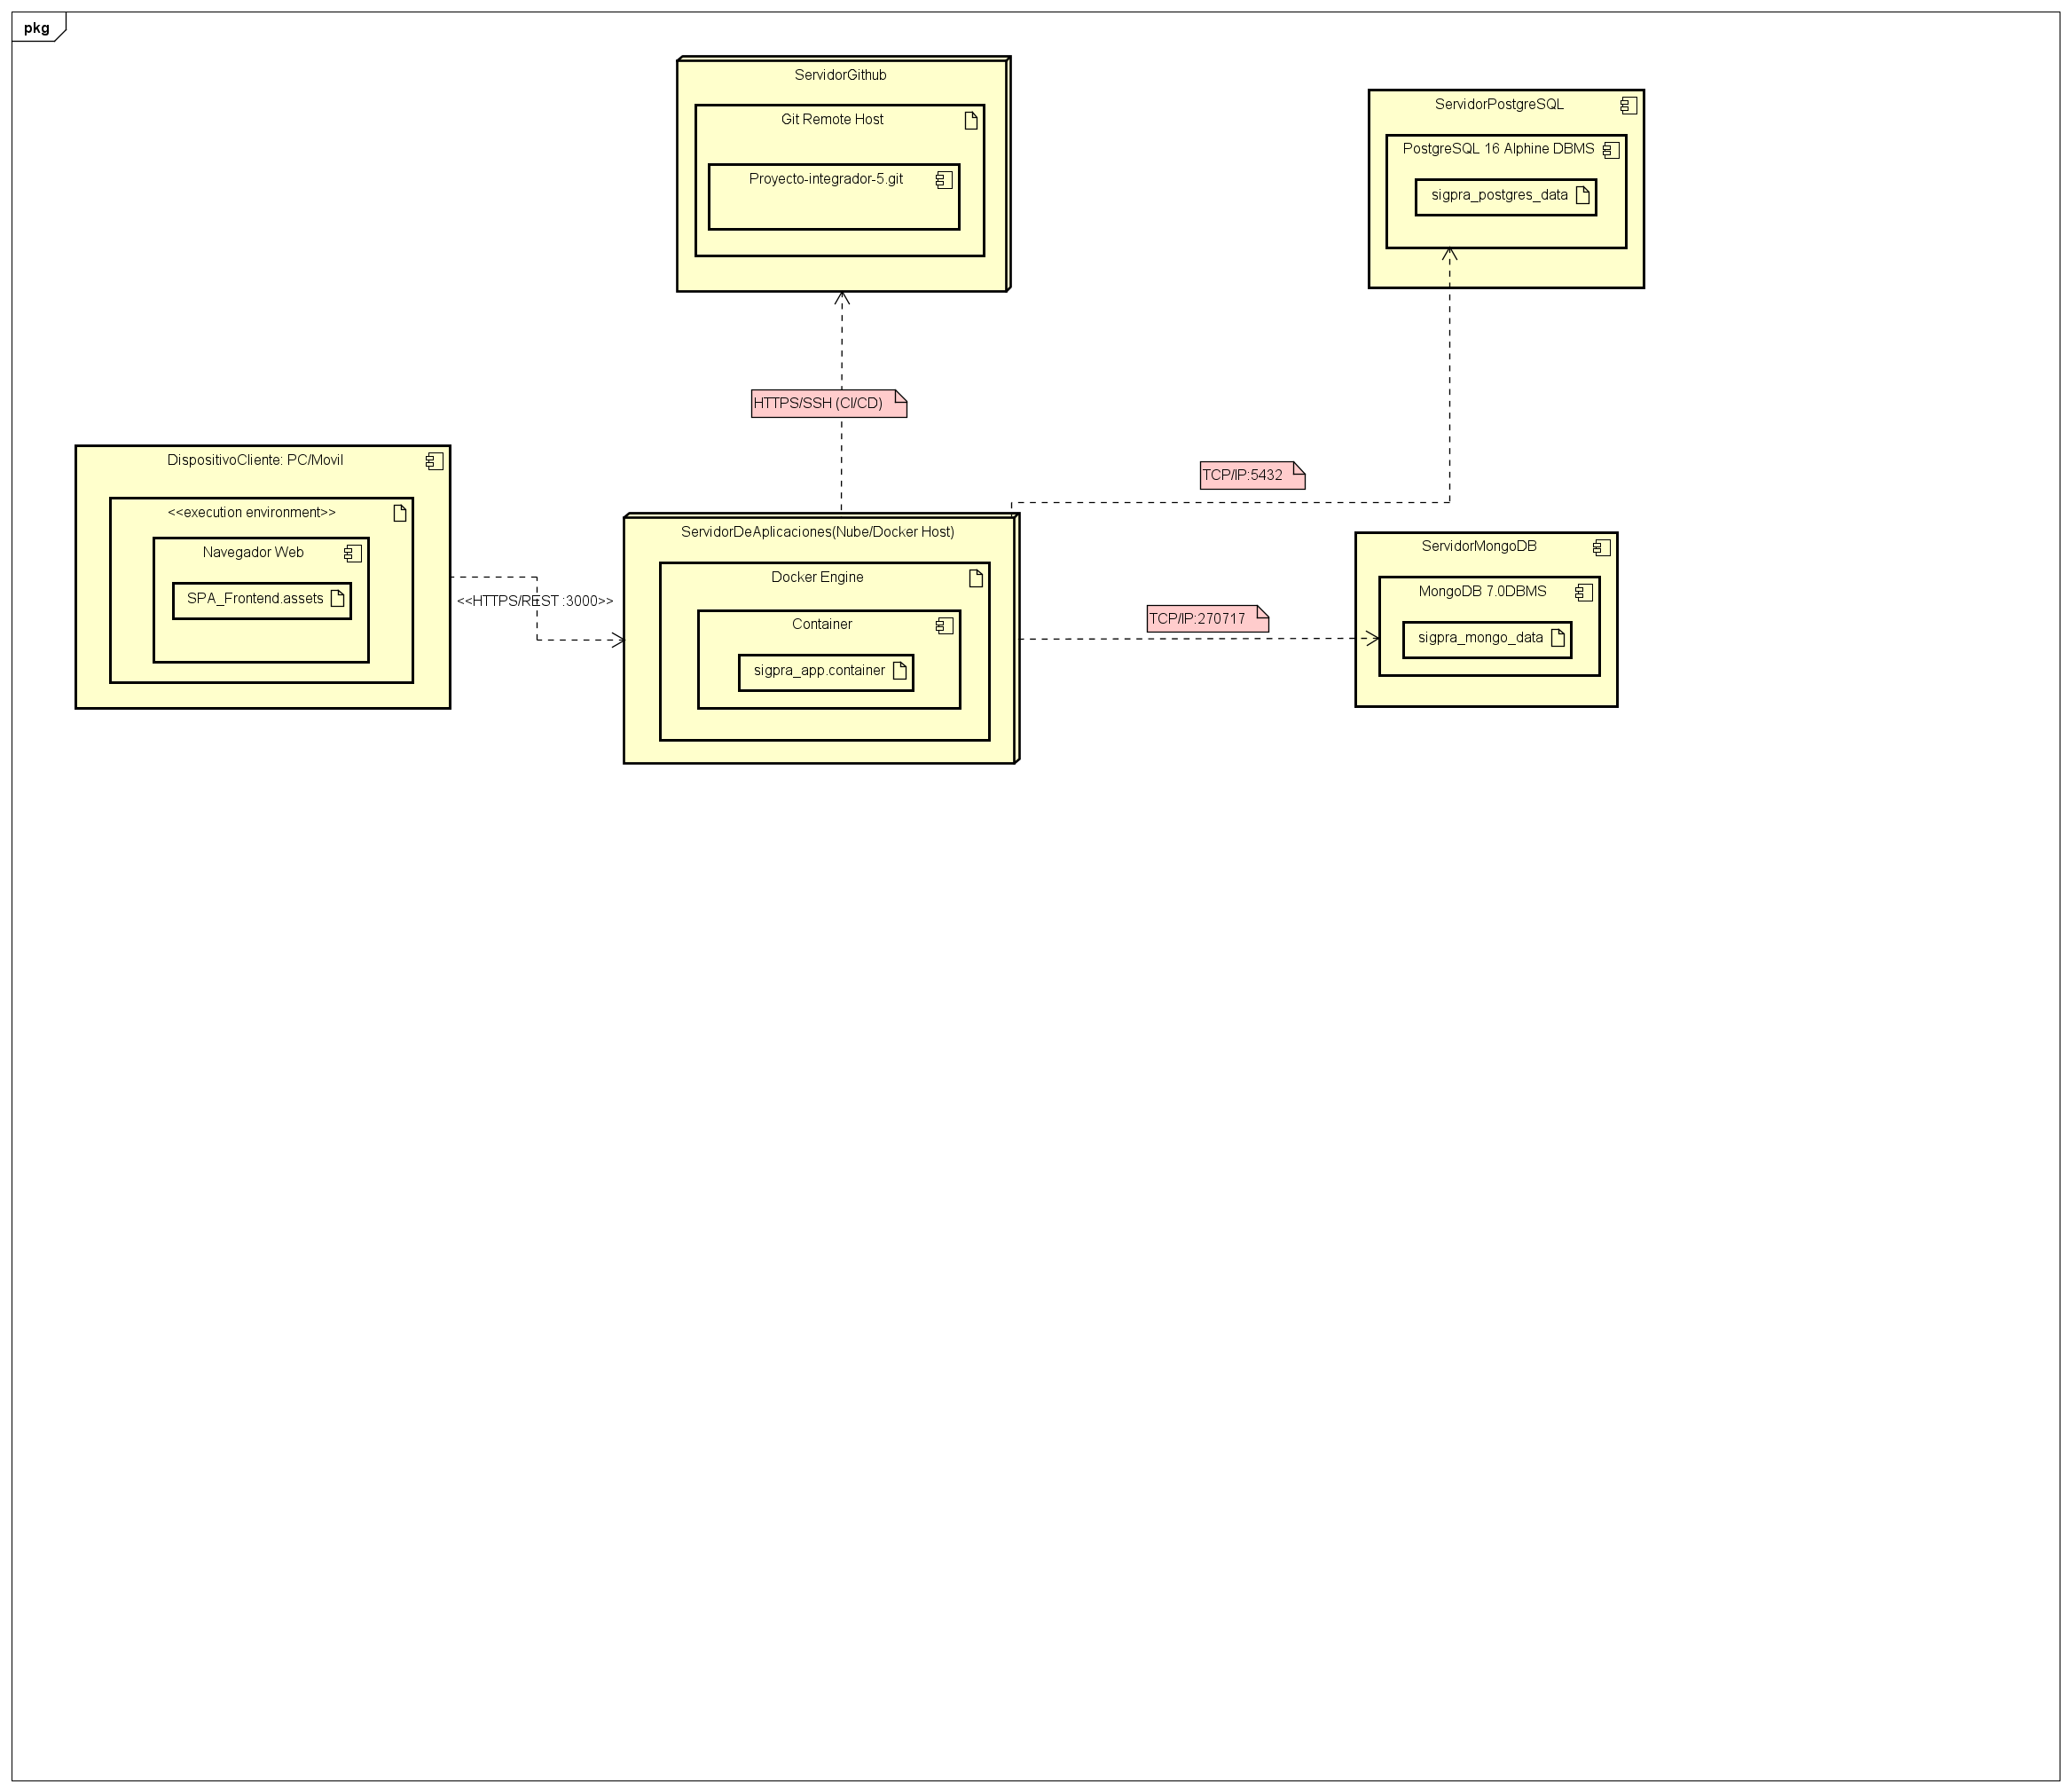 pkg
ServidorGithub
Git Remote Host
Proyecto-integrador-5.git
ServidorPostgreSQL
PostgreSQL 16 Alphine DBMS
sigpra_postgres_data
HTTPS/SSH (CI/CD)
TCP/IP:5432
DispositivoCliente: PC/Movil
<<execution environment>>
Navegador Web
SPA_Frontend.assets
<<HTTPS/REST :3000>>
ServidorDeAplicaciones(Nube/Docker Host)
Docker Engine
Container
sigpra_app.container
TCP/IP:270717
ServidorMongoDB
MongoDB 7.0DBMS
sigpra_mongo_data